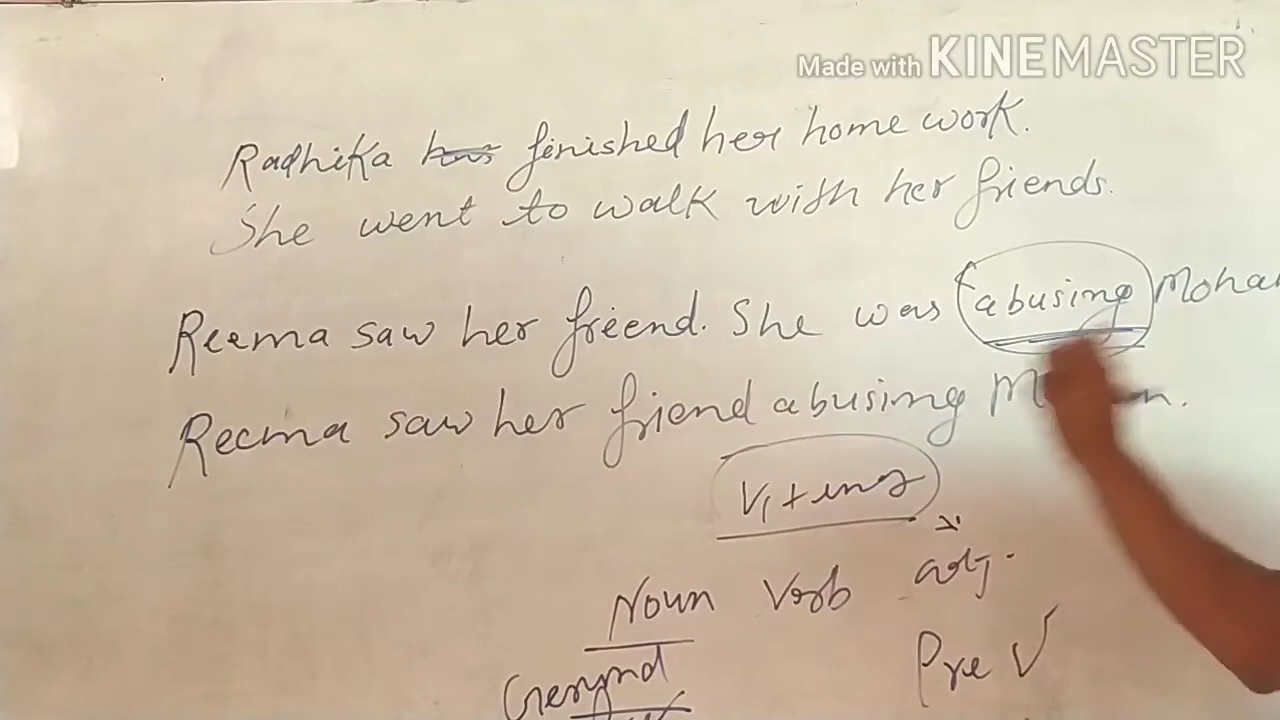 Made with KINEMASTER
Radhika has finished her home work.
She went to walk with her friends.
Reema saw her friend. She was (abusing) Moha
Reema saw her friend abusing M n.
V1 + ing
Noun Verb adj.
Gerund Pre V